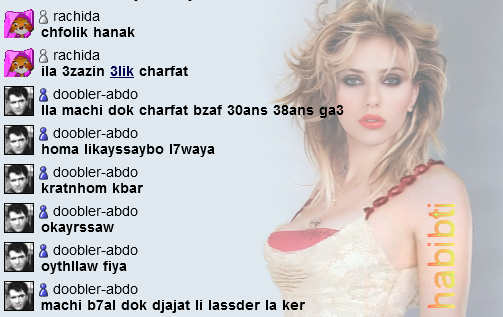 rachida
chfolik hanak
rachida
ila 3zazin 3lik charfat
doobler-abdo
lla machi dok charfat bzaf 30ans 38ans ga3
doobler-abdo
homa likayssaybo l7waya
doobler-abdo
kratnhom kbar
doobler-abdo
okayrssaw
doobler-abdo
oythllaw fiya
doobler-abdo
machi b7al dok djajat li lassder la ker
habibti